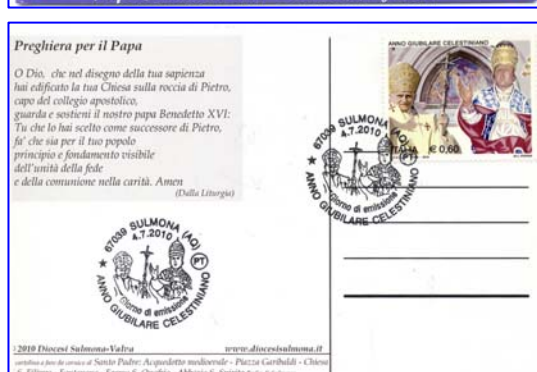 Preghiera per il Papa
O Dio, che nel disegno della tua sapienza
hai edificato la tua Chiesa sulla roccia di Pietro,
capo del collegio apostolico,
guarda e sostieni il nostro papa Benedetto XVI:
Tu che lo hai scelto come successore di Pietro,
fa' che sia per il tuo popolo
principio e fondamento visibile
dell'unità della fede
e della comunione nella carità. Amen
(Dalla Liturgia)
ANNO GIUBILARE CELESTINIANO
ITALIA € 0,60
67039 SULMONA (AQ)
4.7.2010
Giorno di emissione
ANNO GIUBILARE CELESTINIANO
67039 SULMONA (AQ)
4.7.2010
PT
Giorno di emissione
ANNO GIUBILARE CELESTINIANO
2010 Diocesi Sulmona-Valva www.diocesisulmona.it
Santo Padre: Acquedotto medioevale - Piazza Garibaldi - Chiesa